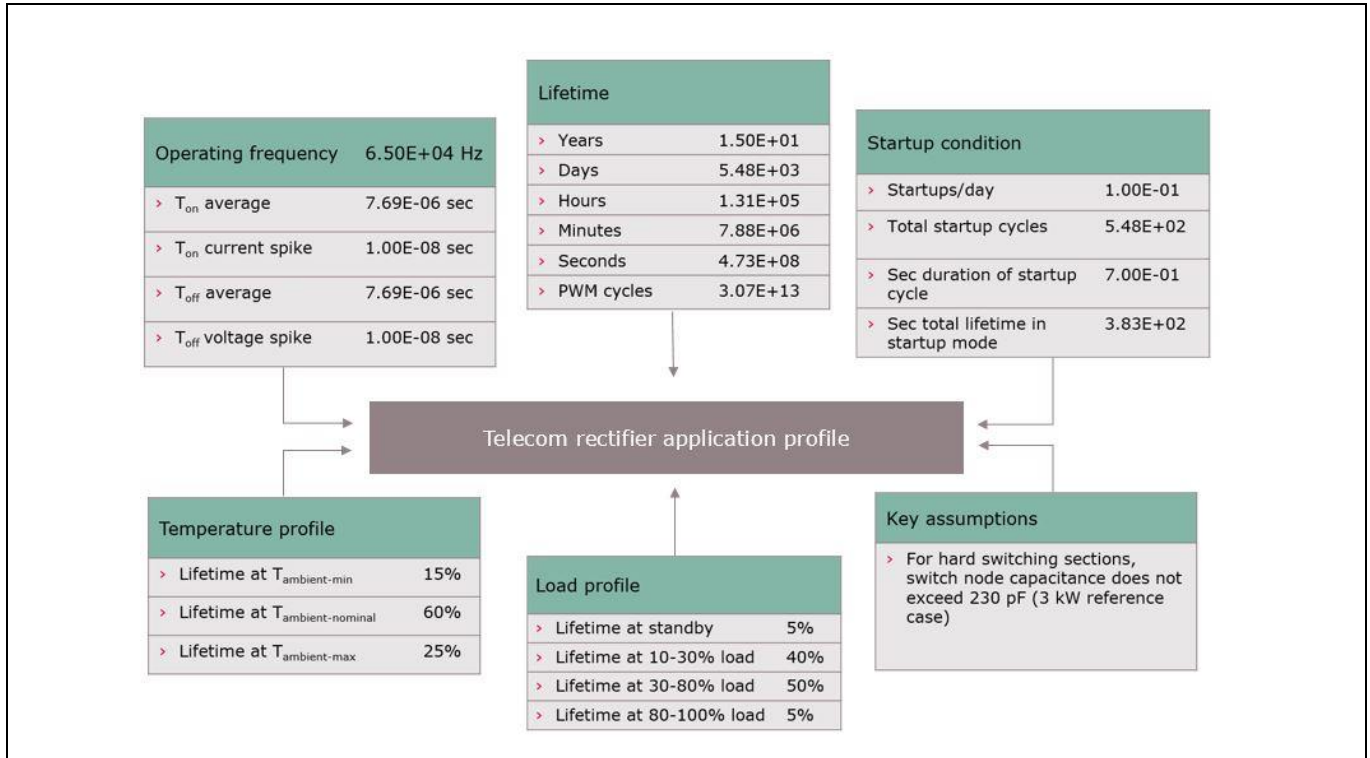 Operating frequency 6.50E+04 Hz
› Ton average 7.69E-06 sec
› Ton current spike 1.00E-08 sec
› Toff average 7.69E-06 sec
› Toff voltage spike 1.00E-08 sec
Lifetime
› Years 1.50E+01
› Days 5.48E+03
› Hours 1.31E+05
› Minutes 7.88E+06
› Seconds 4.73E+08
› PWM cycles 3.07E+13
Startup condition
› Startups/day 1.00E-01
› Total startup cycles 5.48E+02
› Sec duration of startup 7.00E-01
cycle
› Sec total lifetime in 3.83E+02
startup mode
Telecom rectifier application profile
Temperature profile
› Lifetime at Tambient-min 15%
› Lifetime at Tambient-nominal 60%
› Lifetime at Tambient-max 25%
Load profile
› Lifetime at standby 5%
› Lifetime at 10-30% load 40%
› Lifetime at 30-80% load 50%
› Lifetime at 80-100% load 5%
Key assumptions
› For hard switching sections,
switch node capacitance does not
exceed 230 pF (3 kW reference
case)